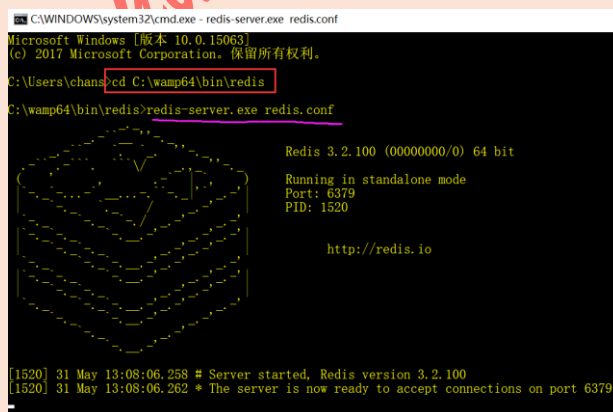 C:\WINDOWS\system32\cmd.exe - redis-server.exe redis.conf
Microsoft Windows [版本 10.0.15063]
(c) 2017 Microsoft Corporation。保留所有权利。
C:\Users\chans>cd C:\wamp64\bin\redis
C:\wamp64\bin\redis>redis-server.exe redis.conf
Redis 3.2.100 (00000000/0) 64 bit
Running in standalone mode
Port: 6379
PID: 1520
http://redis.io
[1520] 31 May 13:08:06.258 # Server started, Redis version 3.2.100
[1520] 31 May 13:08:06.262 * The server is now ready to accept connections on port 6379